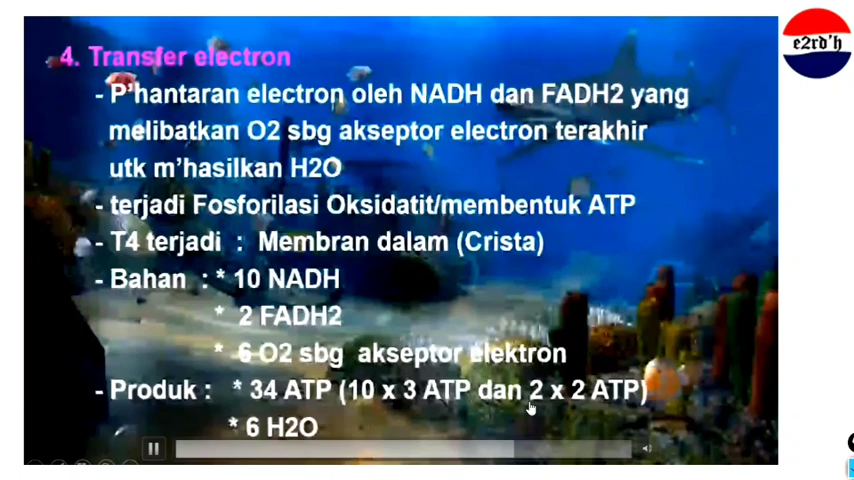 e2rd'h
4. Transfer electron
- P'hantaran electron oleh NADH dan FADH2 yang
melibatkan O2 sbg akseptor electron terakhir
utk m'hasilkan H2O
- terjadi Fosforilasi Oksidatit/membentuk ATP
- T4 terjadi : Membran dalam (Crista)
- Bahan : * 10 NADH
* 2 FADH2
* 6 O2 sbg akseptor elektron
- Produk : * 34 ATP (10 x 3 ATP dan 2 x 2 ATP)
* 6 H2O